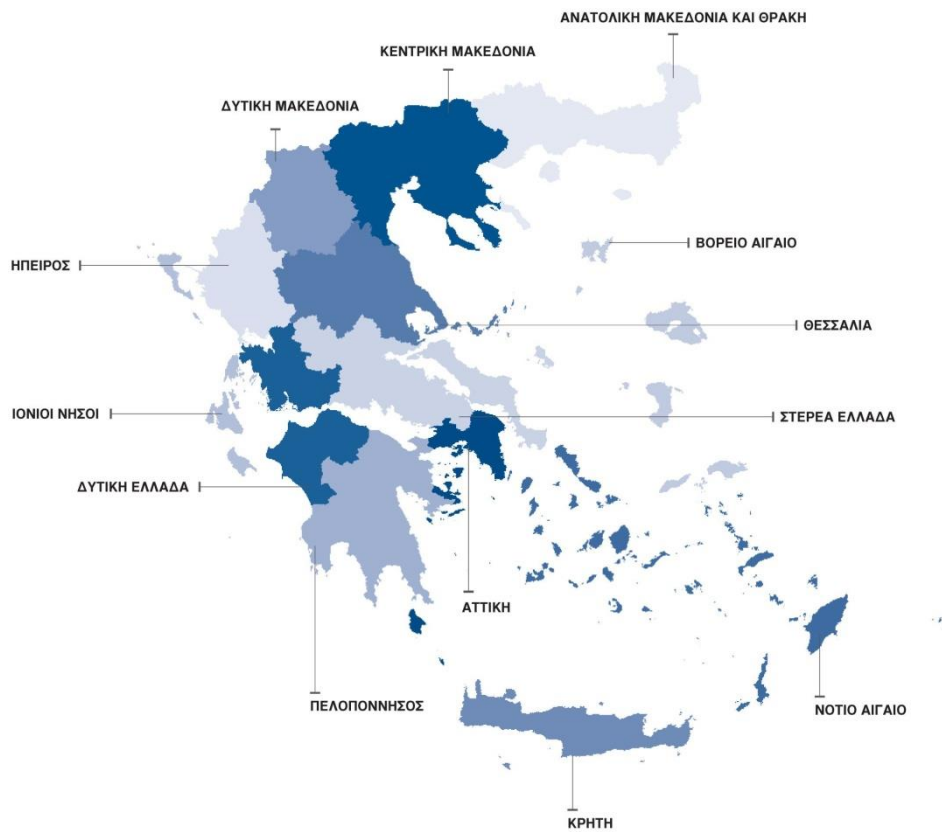 ΑΝΑΤΟΛΙΚΗ ΜΑΚΕΔΟΝΙΑ ΚΑΙ ΘΡΑΚΗ
ΚΕΝΤΡΙΚΗ ΜΑΚΕΔΟΝΙΑ
ΔΥΤΙΚΗ ΜΑΚΕΔΟΝΙΑ
ΒΟΡΕΙΟ ΑΙΓΑΙΟ
ΗΠΕΙΡΟΣ
ΘΕΣΣΑΛΙΑ
ΙΟΝΙΟΙ ΝΗΣΟΙ
ΣΤΕΡΕΑ ΕΛΛΑΔΑ
ΔΥΤΙΚΗ ΕΛΛΑΔΑ
ΑΤΤΙΚΗ
ΠΕΛΟΠΟΝΝΗΣΟΣ
ΝΟΤΙΟ ΑΙΓΑΙΟ
ΚΡΗΤΗ